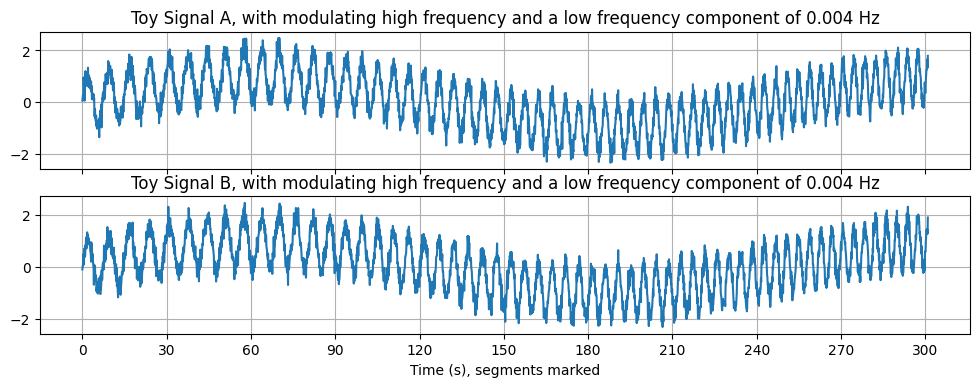 Toy Signal A, with modulating high frequency and a low frequency component of 0.004 Hz
2
0
−2
Toy Signal B, with modulating high frequency and a low frequency component of 0.004 Hz
2
0
−2
0 30 60 90 120 150 180 210 240 270 300
Time (s), segments marked